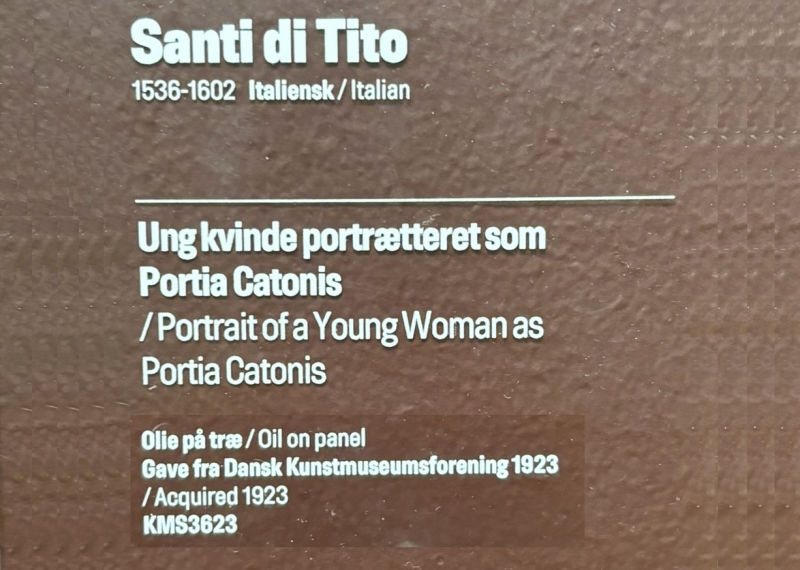 Santi di Tito
1536-1602 Italiensk / Italian
Ung kvinde portrætteret som
Portia Catonis
/ Portrait of a Young Woman as
Portia Catonis
Olie på træ / Oil on panel
Gave fra Dansk Kunstmuseumsforening 1923
/ Acquired 1923
KMS3623